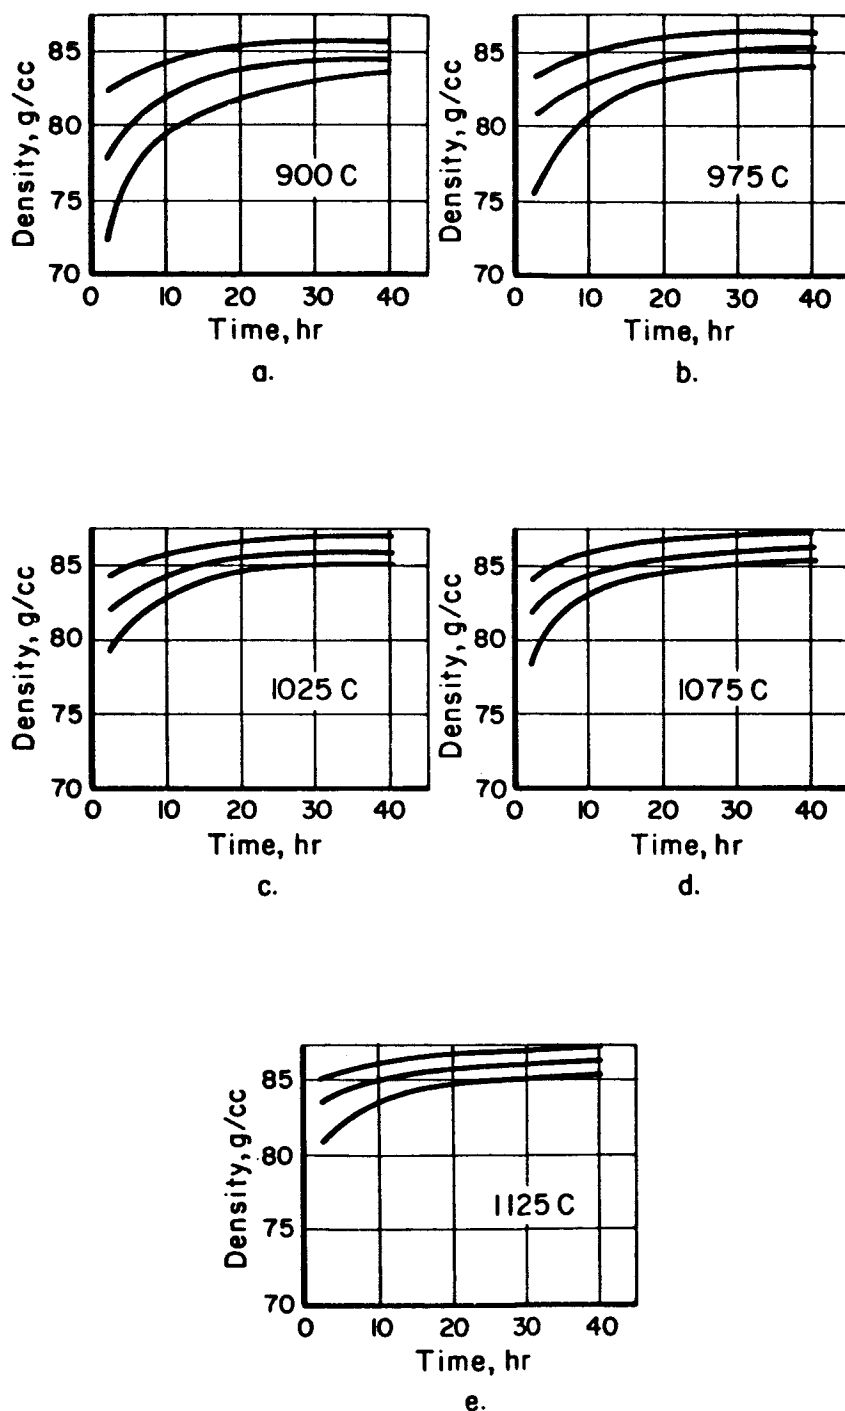 Density, g/cc
85
80
75
70
900 C
0 10 20 30 40
Time, hr
a.
Density, g/cc
85
80
75
70
975 C
0 10 20 30 40
Time, hr
b.
Density, g/cc
85
80
75
70
1025 C
0 10 20 30 40
Time, hr
c.
Density, g/cc
85
80
75
70
1075 C
0 10 20 30 40
Time, hr
d.
Density, g/cc
85
80
75
70
1125 C
0 10 20 30 40
Time, hr
e.